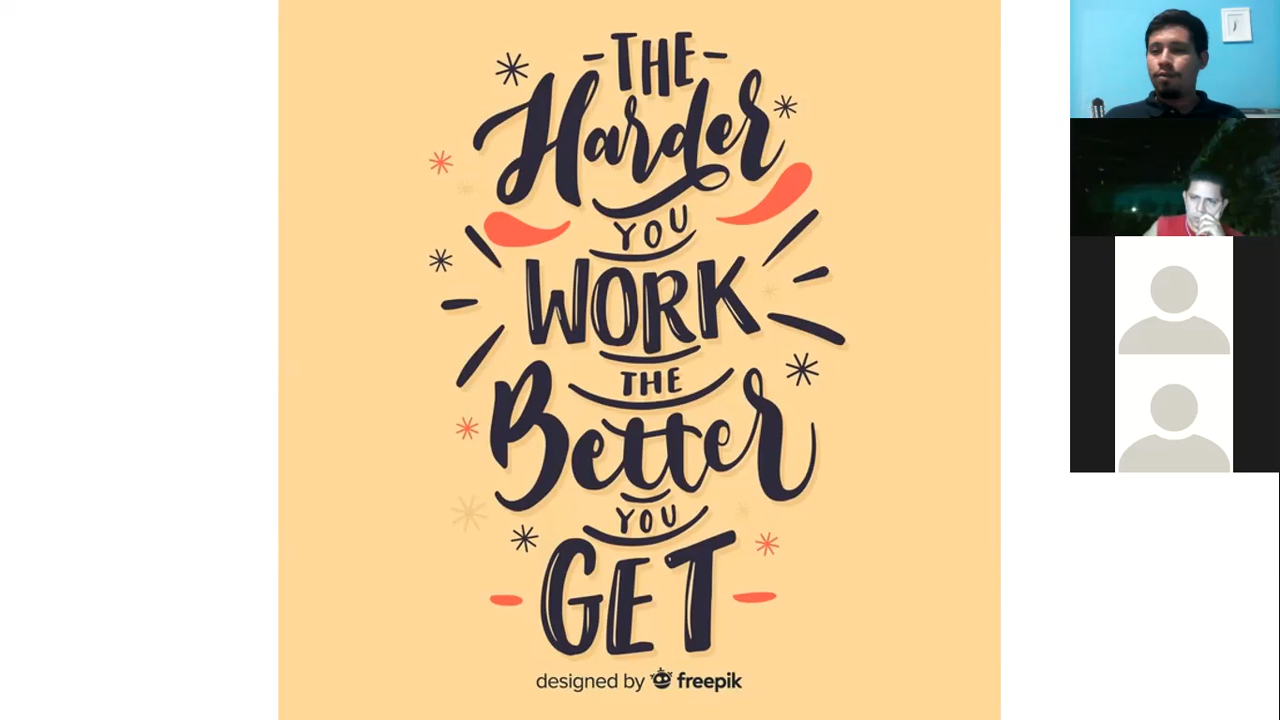 THE
Harder
YOU
WORK
THE
Better
YOU
GET
designed by freepik